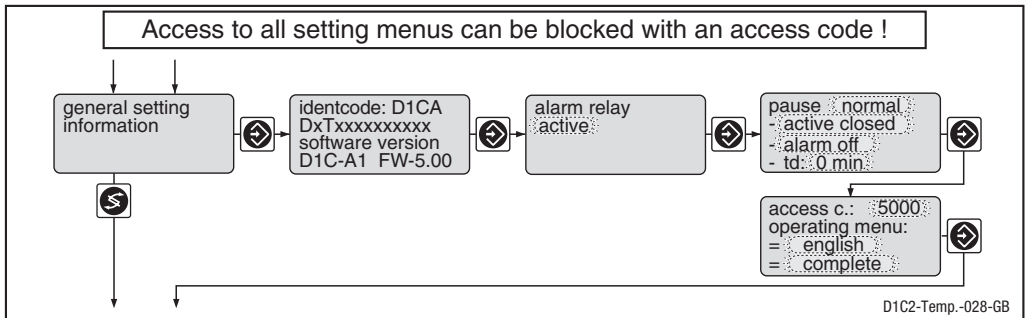 Access to all setting menus can be blocked with an access code !
general setting
information
identcode: D1CA
DxTxxxxxxxxxx
software version
D1C-A1 FW-5.00
alarm relay
active
pause normal
- active closed
- alarm off
- td: 0 min
access c.: 5000
operating menu:
= english
= complete
D1C2-Temp.-028-GB